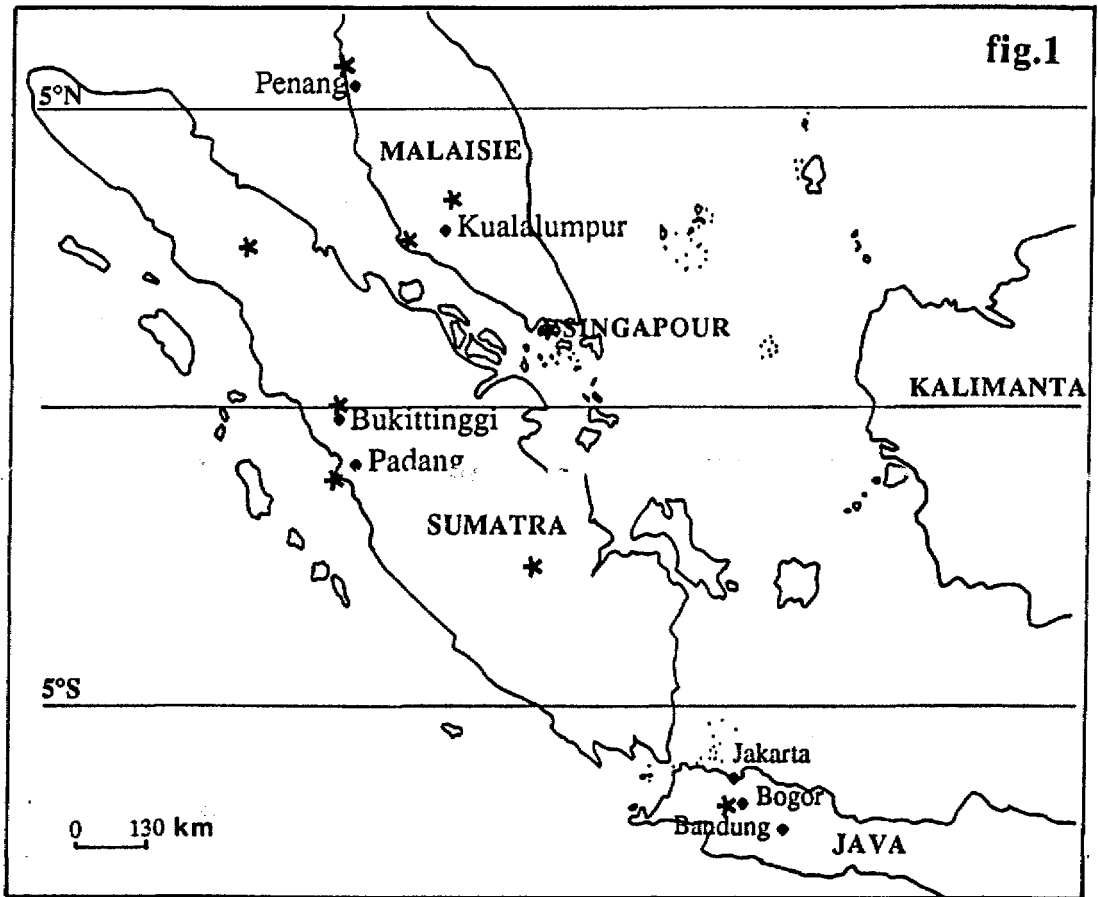 fig.1
Penang
5°N
MALAISIE
Kualalumpur
SINGAPOUR
KALIMANTA
Bukittinggi
Padang
SUMATRA
5°S
Jakarta
Bogor
Bandung
0 130 km
JAVA